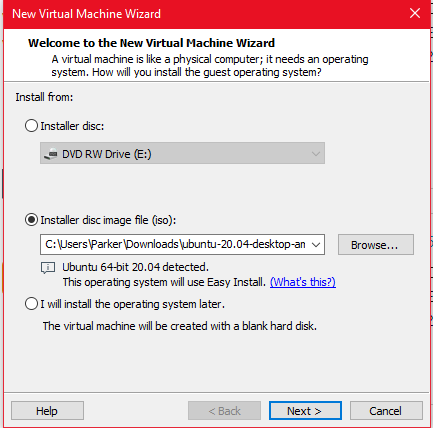 New Virtual Machine Wizard
Welcome to the New Virtual Machine Wizard
A virtual machine is like a physical computer; it needs an operating
system. How will you install the guest operating system?
Install from:
Installer disc:
DVD RW Drive (E:)
Installer disc image file (iso):
C:\Users\Parker\Downloads\ubuntu-20.04-desktop-am
Browse...
Ubuntu 64-bit 20.04 detected.
This operating system will use Easy Install. (What's this?)
I will install the operating system later.
The virtual machine will be created with a blank hard disk.
Help
< Back
Next >
Cancel